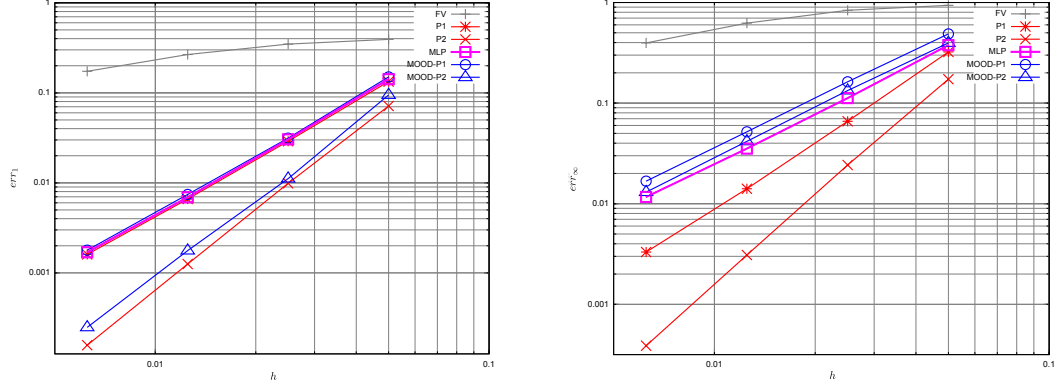 1
FV
P1
P2
MLP
MOOD-P1
MOOD-P2
0.1
0.01
0.001
err₁
0.01
0.1
h
1
FV
P1
P2
MLP
MOOD-P1
MOOD-P2
0.1
0.01
0.001
err∞
0.01
0.1
h